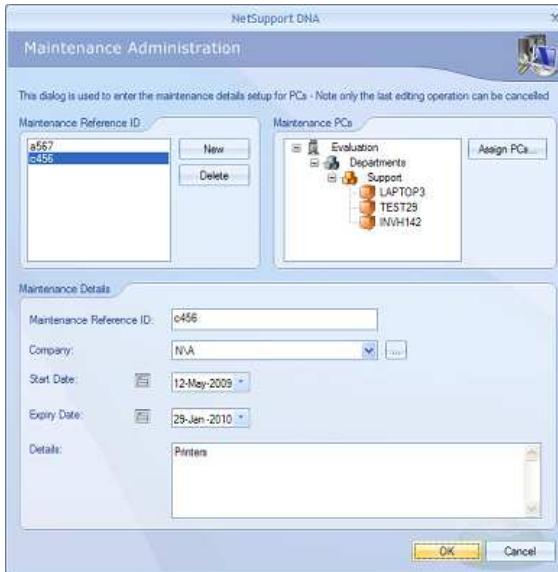 NetSupport DNA
Maintenance Administration
This dialog is used to enter the maintenance details setup for PCs - Note only the last editing operation can be cancelled
Maintenance Reference ID
Maintenance PCs
a567
c456
New
Delete
Evaluation
Departments
Support
LAPTOP3
TEST29
INVH142
Assign PCs...
Maintenance Details
Maintenance Reference ID:
c456
Company:
N\A
...
Start Date:
12-May-2009
Expiry Date:
29-Jan-2010
Details:
Printers
OK
Cancel